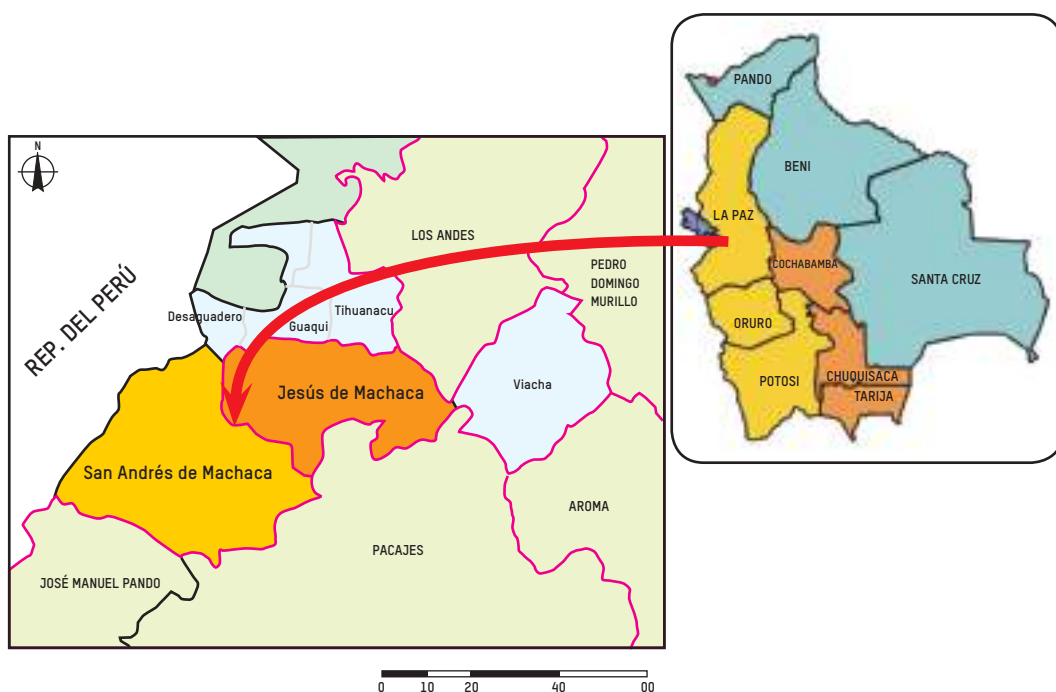 N
REP. DEL PERÚ
LOS ANDES
PEDRO
DOMINGO
MURILLO
Desaguadero
Guaqui
Tihuanacu
Jesús de Machaca
Viacha
San Andrés de Machaca
AROMA
PACAJES
JOSÉ MANUEL PANDO
0 10 20 40 00
PANDO
BENI
LA PAZ
COCHABAMBA
SANTA CRUZ
ORURO
POTOSI
CHUQUISACA
TARIJA